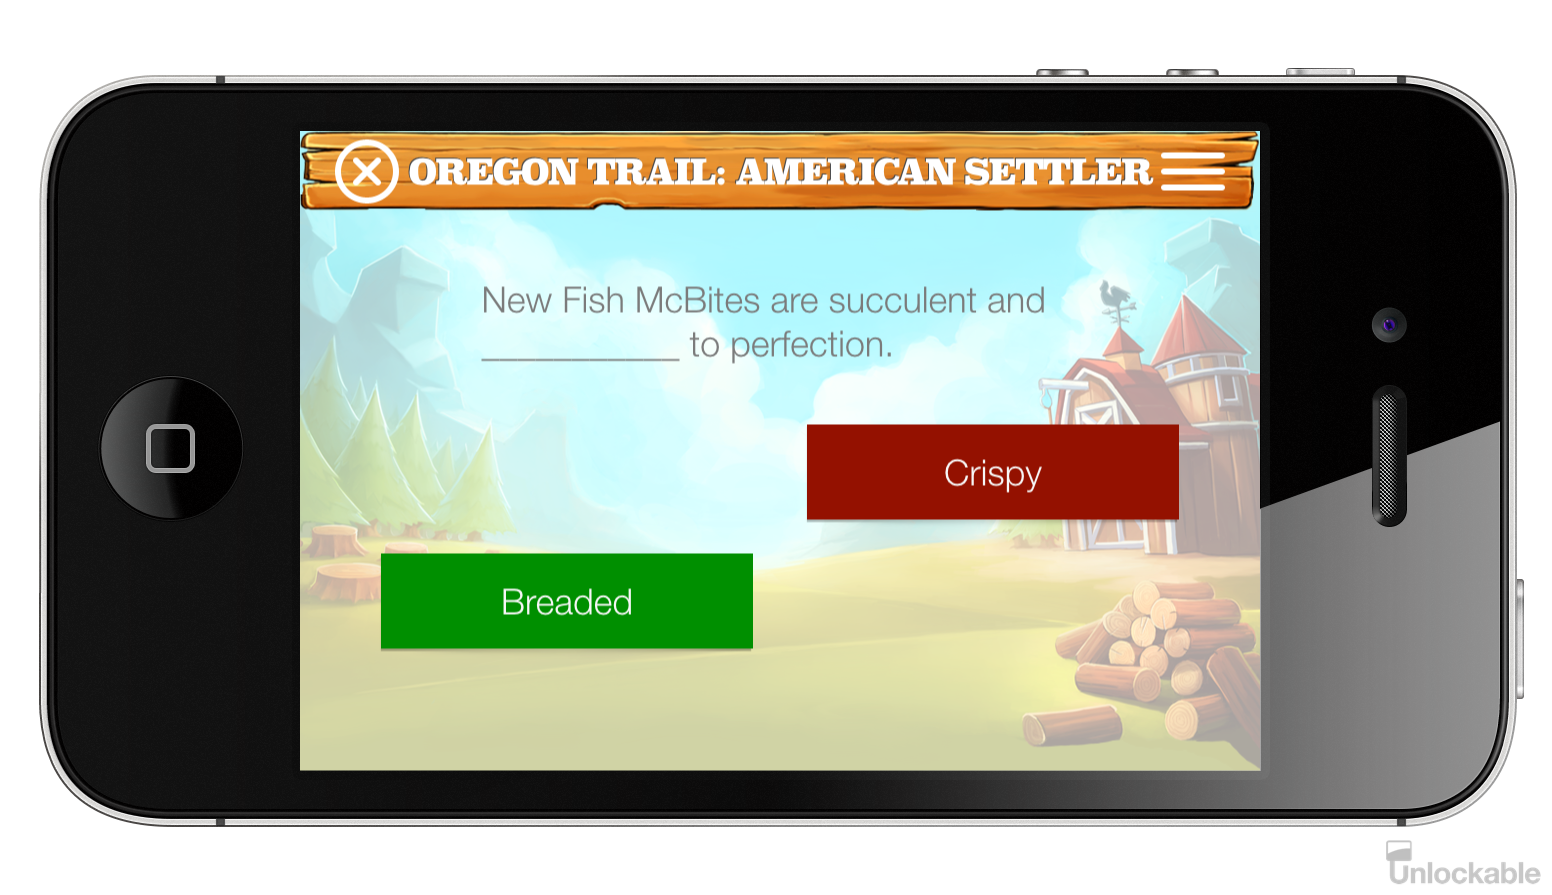 OREGON TRAIL: AMERICAN SETTLER
New Fish McBites are succulent and
___________ to perfection.
Crispy
Breaded
Unlockable